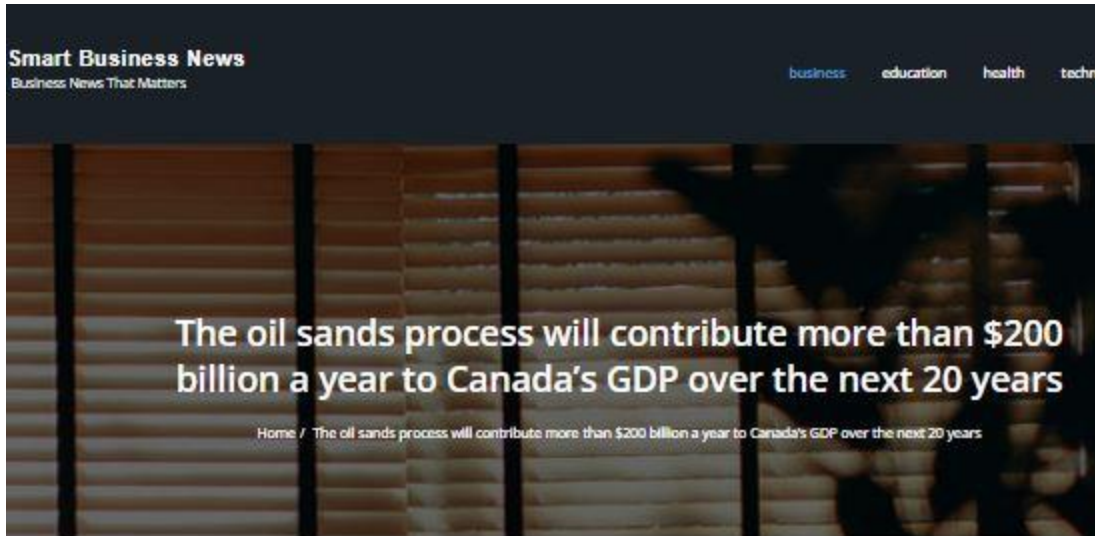 Smart Business News
Business News That Matters
business education health techn
The oil sands process will contribute more than $200
billion a year to Canada's GDP over the next 20 years
Home / The oil sands process will contribute more than $200 billion a year to Canada's GDP over the next 20 years